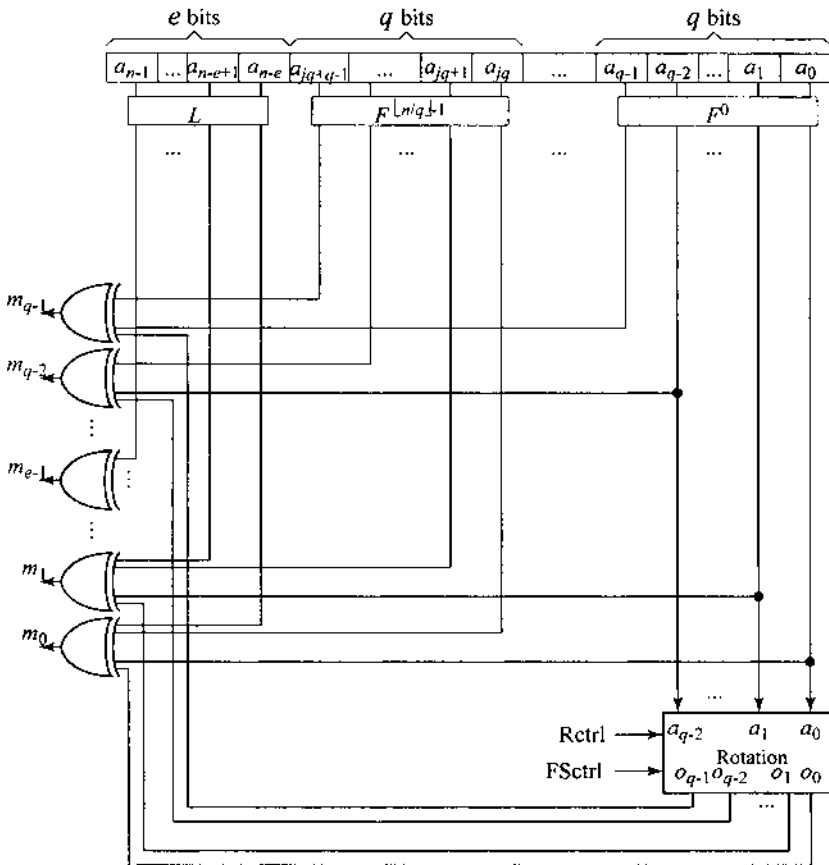 e bits q bits q bits
a_{n-1} ... a_{n-e+1} a_{n-e} a_{jq+q-1} ... a_{jq+1} a_{jq} ... a_{q-1} a_{q-2} ... a_1 a_0
L F^{⌊n/q⌋-1} F^0
... ... ... ...
m_{q-1}
m_{q-2}
...
m_{e-1}
...
...
m_1
m_0
...
Rctrl a_{q-2} a_1 a_0
Rotation
FSctrl o_{q-1} o_{q-2} o_1 o_0
...